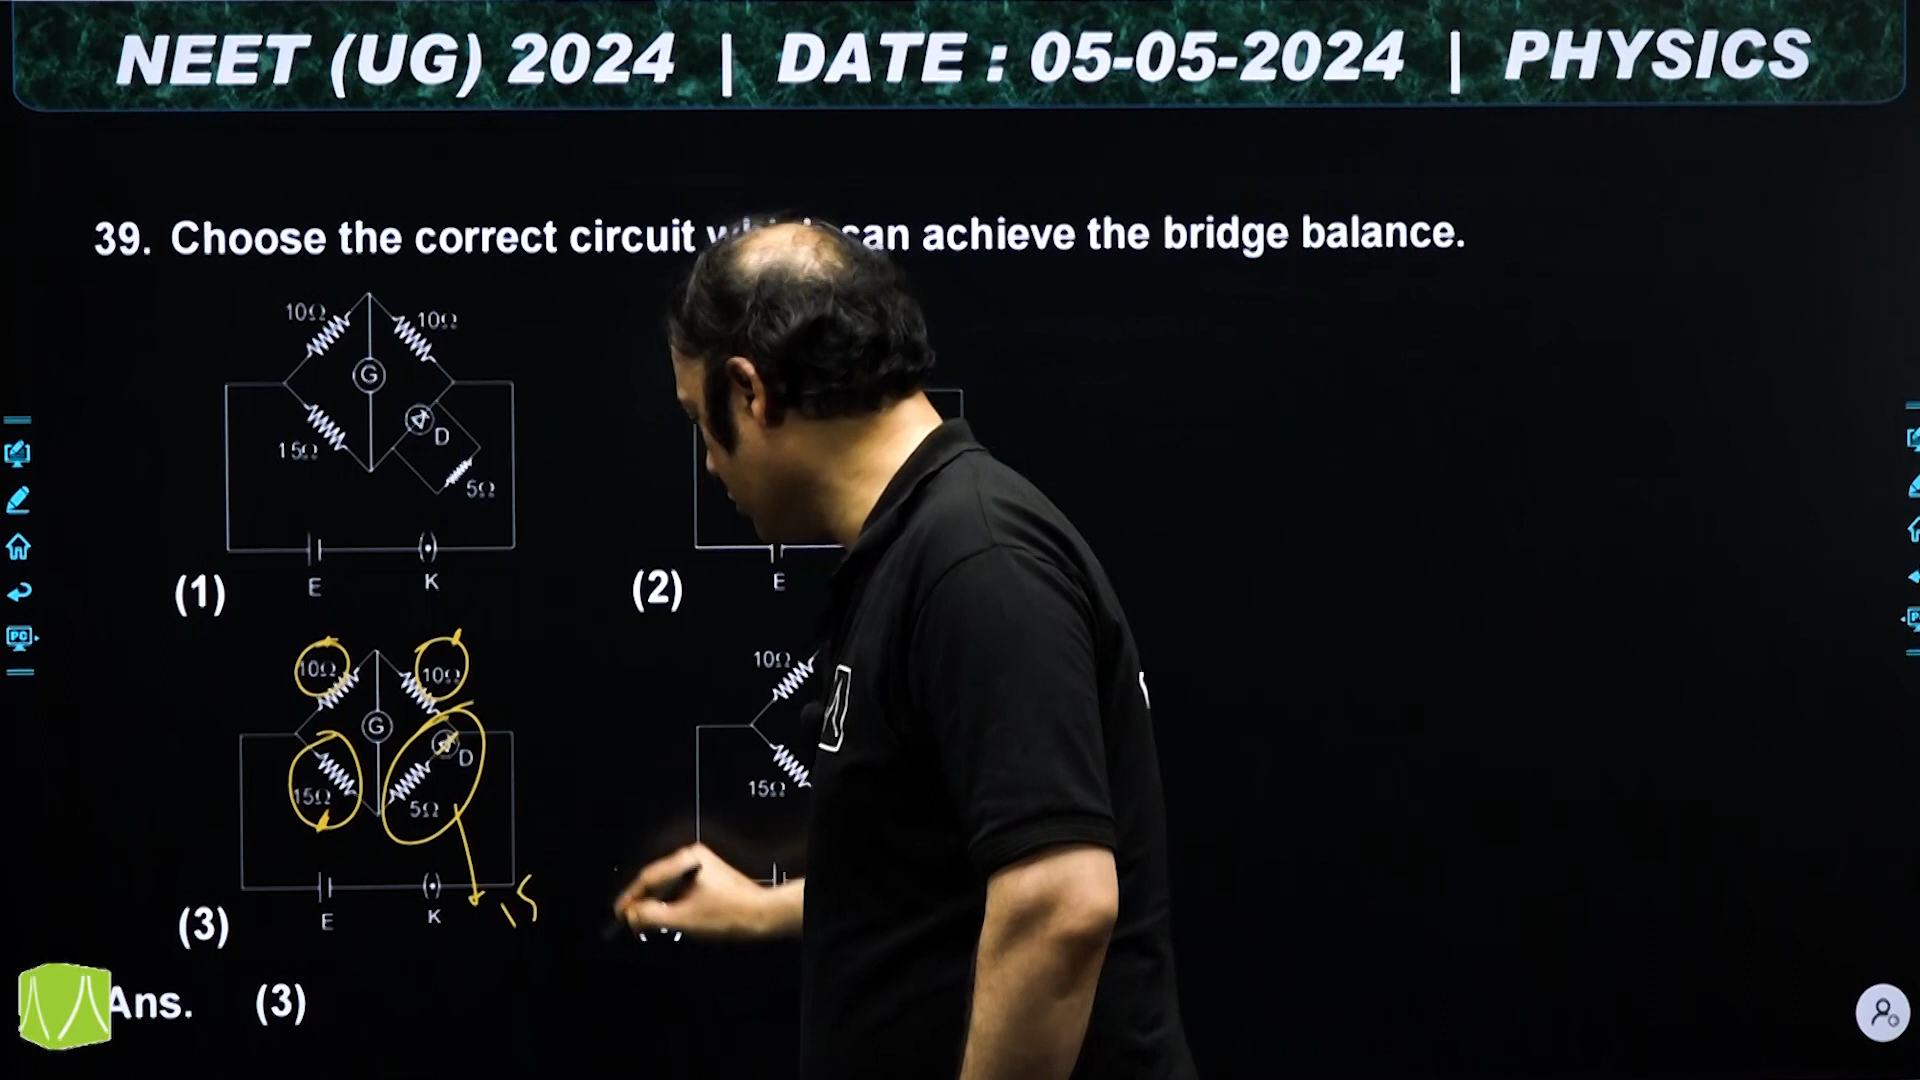 NEET (UG) 2024 | DATE : 05-05-2024 | PHYSICS
39. Choose the correct circuit can achieve the bridge balance.
10Ω 10Ω
G
D
15Ω
5Ω
E K
(1)
E
(2)
10Ω 10Ω
G
D
15Ω 5Ω
E K
15
(3)
10Ω
15Ω
Ans. (3)
PC